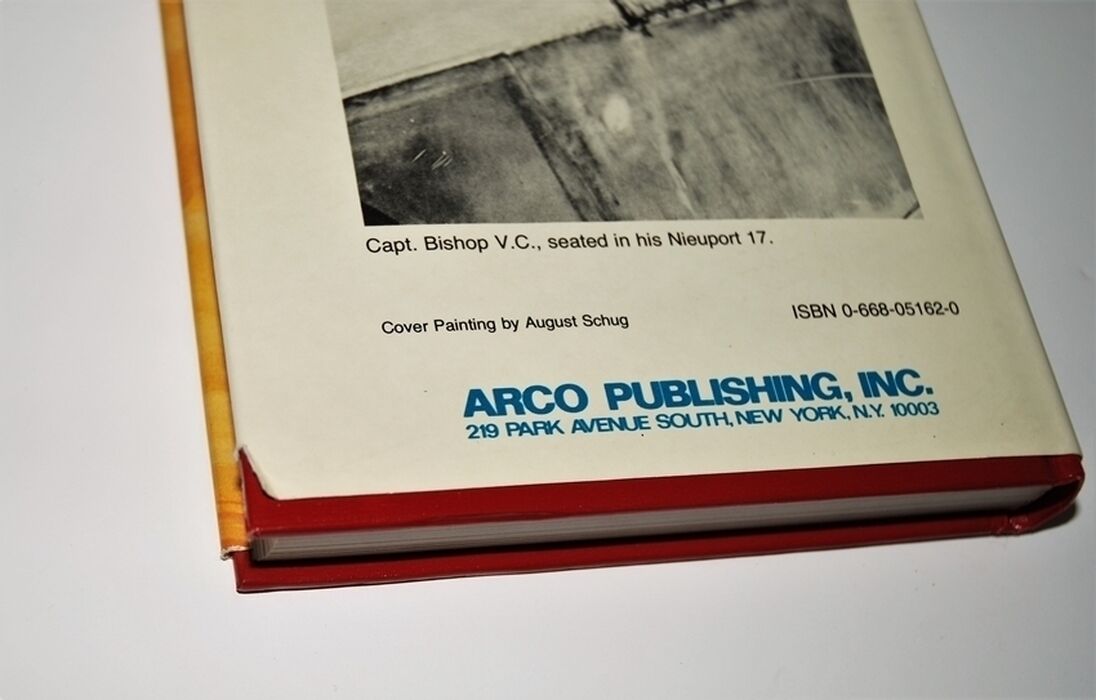 Capt. Bishop V.C., seated in his Nieuport 17.
Cover Painting by August Schug
ISBN 0-668-05162-0
ARCO PUBLISHING, INC.
219 PARK AVENUE SOUTH, NEW YORK, N.Y. 10003